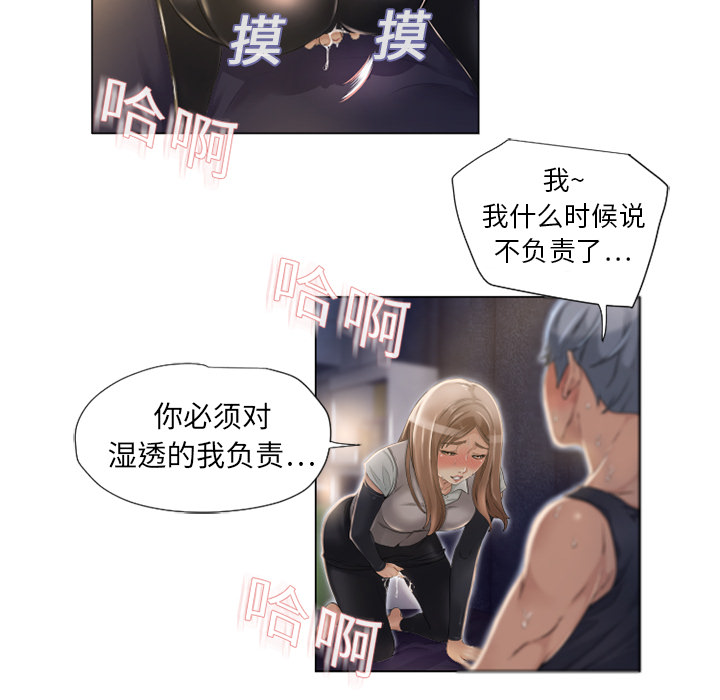 摸 摸
哈啊
我~
我什么时候说
不负责了...
哈啊
你必须对
湿透的我负责...
哈啊